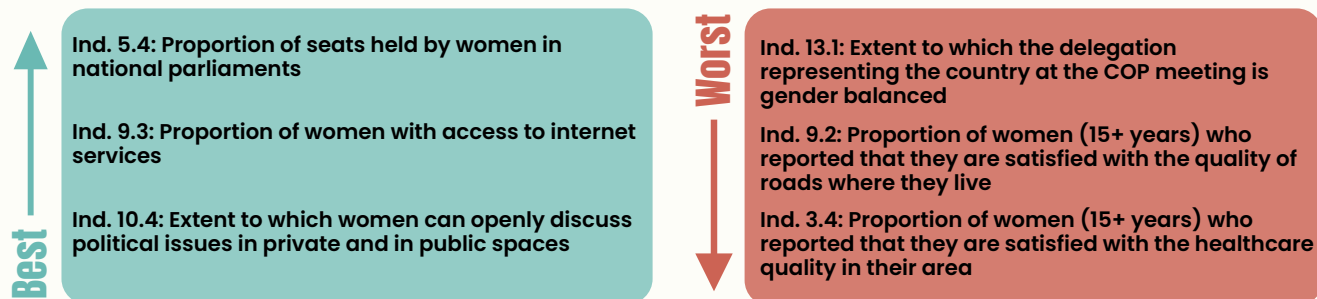 Best
Ind. 5.4: Proportion of seats held by women in
national parliaments
Ind. 9.3: Proportion of women with access to internet
services
Ind. 10.4: Extent to which women can openly discuss
political issues in private and in public spaces
Worst
Ind. 13.1: Extent to which the delegation
representing the country at the COP meeting is
gender balanced
Ind. 9.2: Proportion of women (15+ years) who
reported that they are satisfied with the quality of
roads where they live
Ind. 3.4: Proportion of women (15+ years) who
reported that they are satisfied with the healthcare
quality in their area